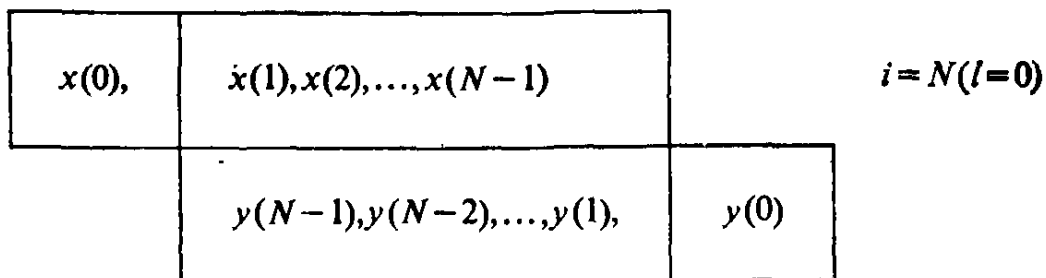 x(0), x(1), x(2), ..., x(N−1) i = N(l=0)
y(N−1), y(N−2), ..., y(1), y(0)